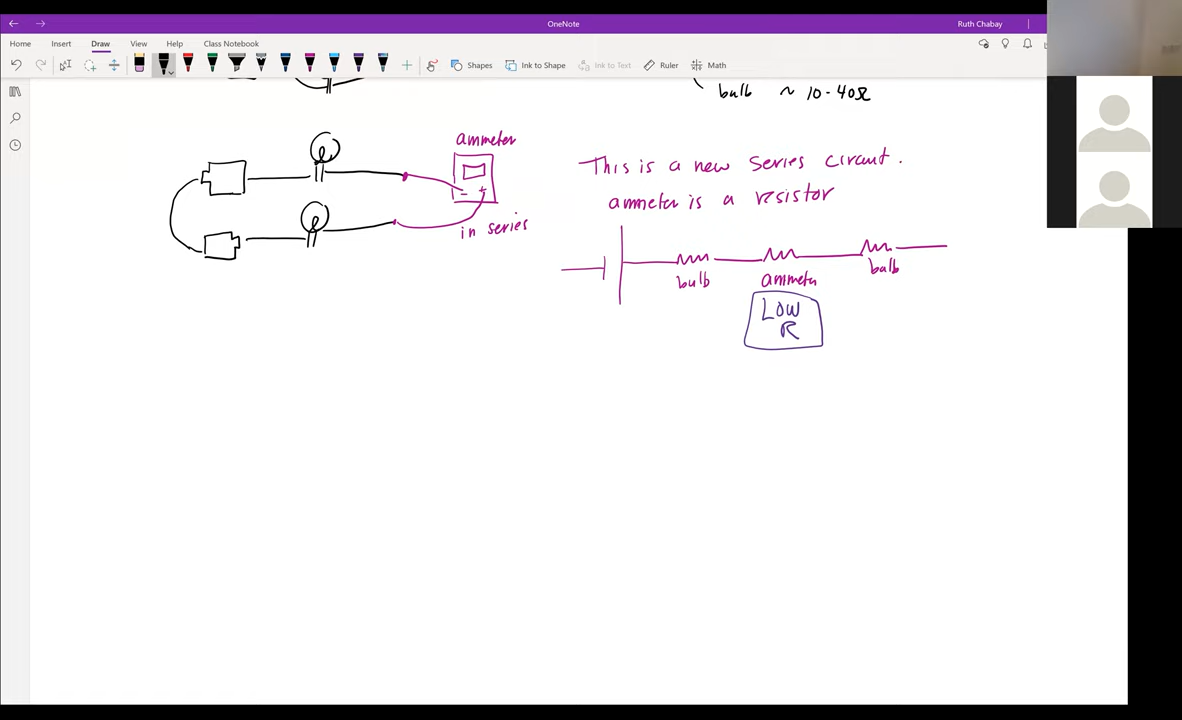 OneNote
Ruth Chabay
Home Insert Draw View Help Class Notebook
Shapes Ink to Shape Ink to Text Ruler Math
bulb ~ 10-40Ω
ammeter
- +
in series
This is a new series circuit.
ammeter is a resistor
bulb ammeter bulb
LOW
R